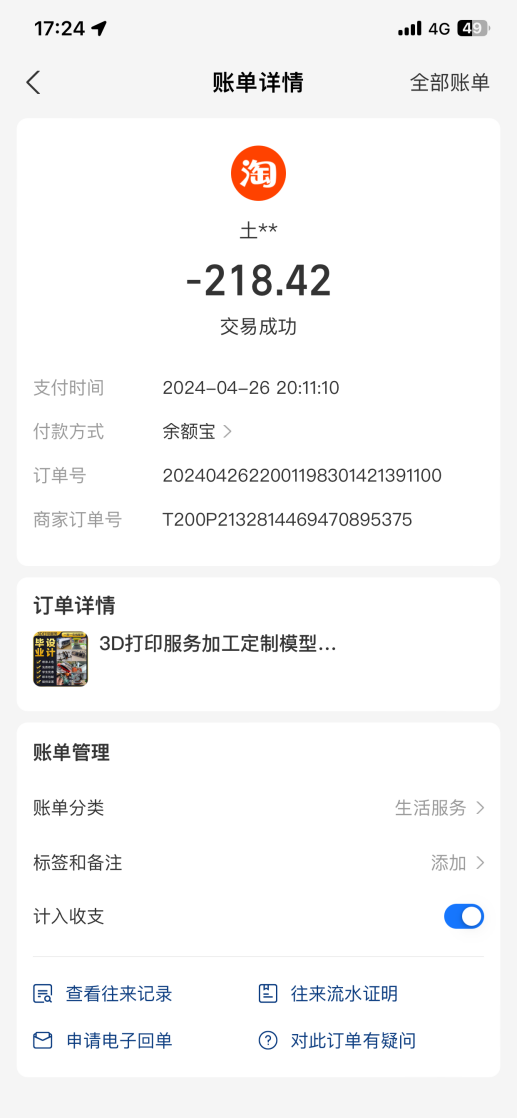 17:24
4G
49
账单详情
全部账单
淘
土**
-218.42
交易成功
支付时间 2024-04-26 20:11:10
付款方式 余额宝
订单号 2024042622001198301421391100
商家订单号 T200P2132814469470895375
订单详情
毕设
业计
3D打印服务加工定制模型...
账单管理
账单分类 生活服务
标签和备注 添加
计入收支
查看往来记录 往来流水证明
申请电子回单 对此订单有疑问